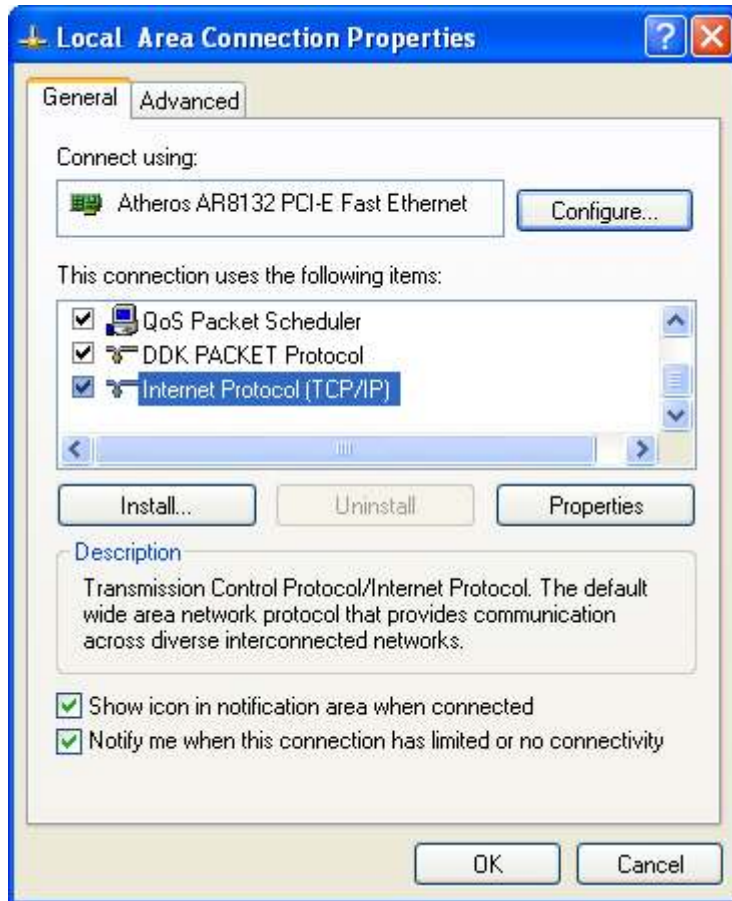 Local Area Connection Properties
General
Advanced
Connect using:
Atheros AR8132 PCI-E Fast Ethernet
Configure...
This connection uses the following items:
QoS Packet Scheduler
DDK PACKET Protocol
Internet Protocol (TCP/IP)
Install...
Uninstall
Properties
Description
Transmission Control Protocol/Internet Protocol. The default
wide area network protocol that provides communication
across diverse interconnected networks.
Show icon in notification area when connected
Notify me when this connection has limited or no connectivity
OK
Cancel